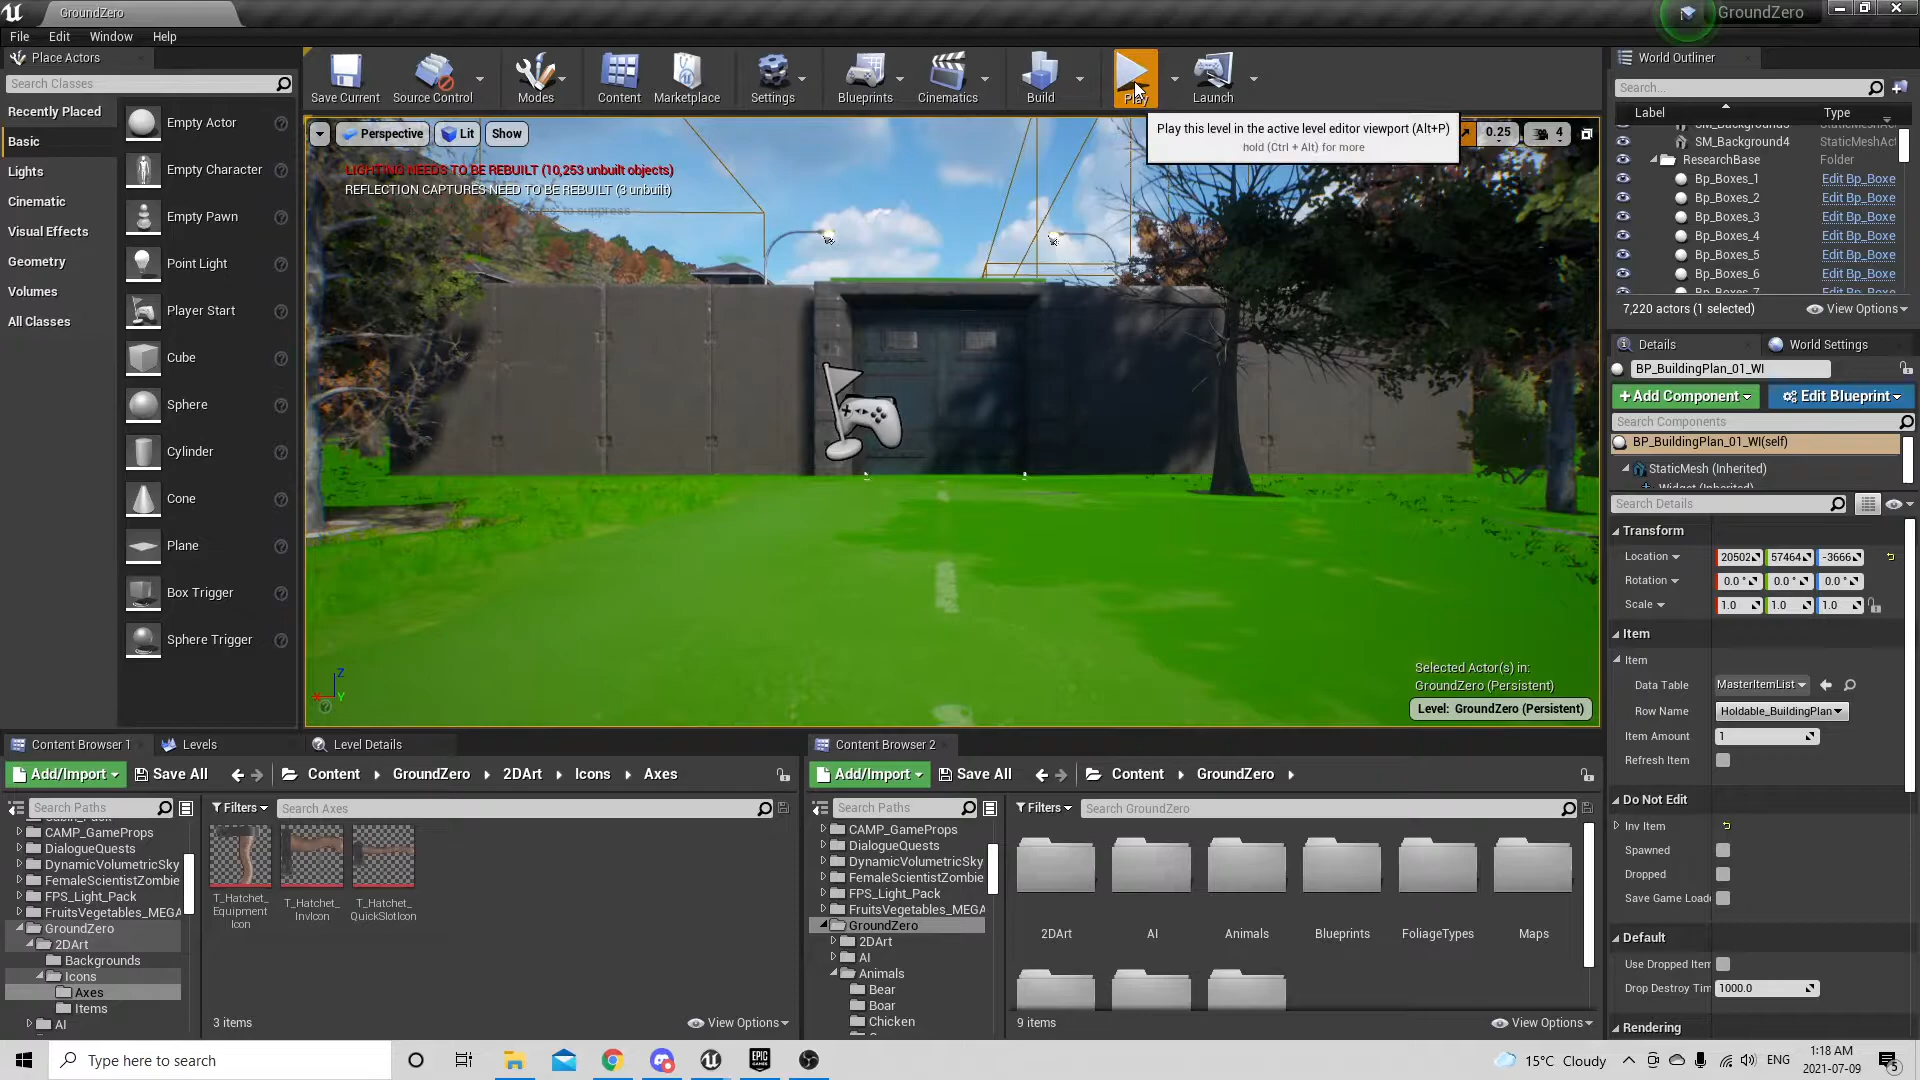 GroundZero
GroundZero
File Edit Window Help
Place Actors
Search Classes
Recently Placed
Basic
Lights
Cinematic
Visual Effects
Geometry
Volumes
All Classes
Empty Actor
Empty Character
Empty Pawn
Point Light
Player Start
Cube
Sphere
Cylinder
Cone
Plane
Box Trigger
Sphere Trigger
Save Current
Source Control
Modes
Content
Marketplace
Settings
Blueprints
Cinematics
Build
Play
Launch
Play this level in the active level editor viewport (Alt+P)
hold (Ctrl + Alt) for more
Perspective
Lit
Show
0.25
4
LIGHTING NEEDS TO BE REBUILT (10,253 unbuilt objects)
REFLECTION CAPTURES NEED TO BE REBUILT (3 unbuilt)
to suppress
Z
X
Y
Selected Actor(s) in:
GroundZero (Persistent)
Level: GroundZero (Persistent)
World Outliner
Search...
Label Type
SM_Background4 StaticMeshAct
ResearchBase Folder
Bp_Boxes_1 Edit Bp_Boxe
Bp_Boxes_2 Edit Bp_Boxe
Bp_Boxes_3 Edit Bp_Boxe
Bp_Boxes_4 Edit Bp_Boxe
Bp_Boxes_5 Edit Bp_Boxe
Bp_Boxes_6 Edit Bp_Boxe
7,220 actors (1 selected)
View Options
Details
World Settings
BP_BuildingPlan_01_WI
+Add Component
Edit Blueprint
Search Components
BP_BuildingPlan_01_WI(self)
StaticMesh (Inherited)
Widget (Inherited)
Search Details
Transform
Location 20502 57464 -3666
Rotation 0.0 ° 0.0 ° 0.0 °
Scale 1.0 1.0 1.0
Item
Item
Data Table MasterItemList
Row Name Holdable_BuildingPlan
Item Amount 1
Refresh Item
Do Not Edit
Inv Item
Spawned
Dropped
Save Game Loade
Default
Use Dropped Item
Drop Destroy Tim 1000.0
Rendering
Content Browser 1
Levels
Level Details
Add/Import
Save All
Content
GroundZero
2DArt
Icons
Axes
Search Paths
Filters
Search Axes
CAMP_GameProps
DialogueQuests
DynamicVolumetricSky
FemaleScientistZombie
FPS_Light_Pack
FruitsVegetables_MEGA
GroundZero
2DArt
Backgrounds
Icons
Axes
Items
AI
T_Hatchet_
Equipment
Icon
T_Hatchet_
InvIcon
T_Hatchet_
QuickSlotIcon
3 items
View Options
Content Browser 2
Add/Import
Save All
Content
GroundZero
Search Paths
Filters
Search GroundZero
CAMP_GameProps
DialogueQuests
DynamicVolumetricSky
FemaleScientistZombie
FPS_Light_Pack
FruitsVegetables_MEGA
GroundZero
2DArt
AI
Animals
Bear
Boar
Chicken
2DArt
AI
Animals
Blueprints
FoliageTypes
Maps
9 items
View Options
Type here to search
EPIC
GAMES
15°C Cloudy
ENG
1:18 AM
2021-07-09
5